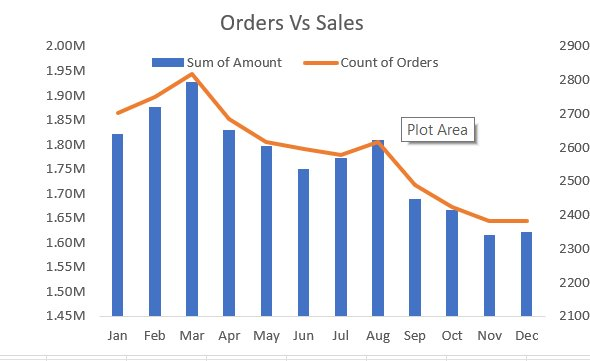 Orders Vs Sales
Sum of Amount Count of Orders
2.00M 2900
1.95M 2800
1.90M 2700
1.85M 2600
1.80M 2500
1.75M 2400
1.70M 2300
1.65M 2200
1.60M 2100
1.55M
1.50M
1.45M
Plot Area
Jan Feb Mar Apr May Jun Jul Aug Sep Oct Nov Dec